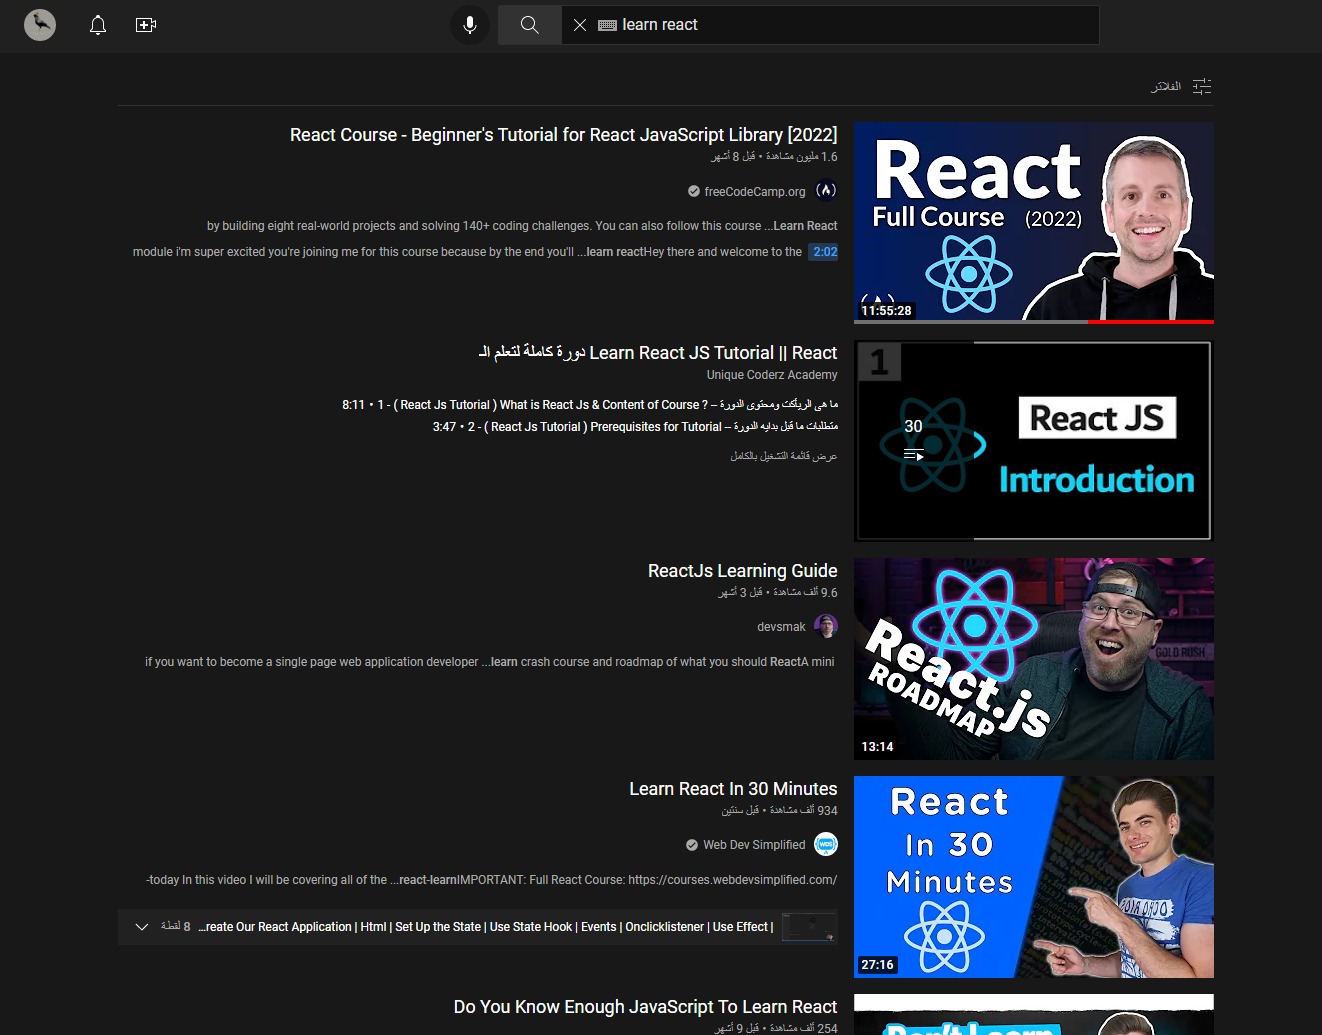 learn react
الفلاتر
React Course - Beginner's Tutorial for React JavaScript Library [2022]
1.6 مليون مشاهدة • قبل 8 أشهر
freeCodeCamp.org
Learn React... by building eight real-world projects and solving 140+ coding challenges. You can also follow this course
2:02 Hey there and welcome to the learn react... module i'm super excited you're joining me for this course because by the end you'll
React
Full Course (2022)
11:55:28
دورة كاملة لتعلم الـ Learn React JS Tutorial || React
Unique Coderz Academy
ما هى الريأكت ومحتوى الدورة – ? What is React Js & Content of Course ( React Js Tutorial ) - 1 • 8:11
متطلبات ما قبل بدايه الدورة – Prerequisites for Tutorial ( React Js Tutorial ) - 2 • 3:47
عرض قائمة التشغيل بالكامل
1
30
React JS
Introduction
ReactJs Learning Guide
9.6 ألف مشاهدة • قبل 3 أشهر
devsmak
A mini React crash course and roadmap of what you should learn... if you want to become a single page web application developer
React.js
ROADMAP
GOLD RUSH
13:14
Learn React In 30 Minutes
934 ألف مشاهدة • قبل سنتين
Web Dev Simplified
IMPORTANT: Full React Course: https://courses.webdevsimplified.com/learn-react... today In this video I will be covering all of the-
...reate Our React Application | Html | Set Up the State | Use State Hook | Events | Onclicklistener | Use Effect |
8 لقطة
React
In 30
Minutes
WDS
27:16
Do You Know Enough JavaScript To Learn React
254 ألف مشاهدة • قبل 9 أشهر
Don't Learn